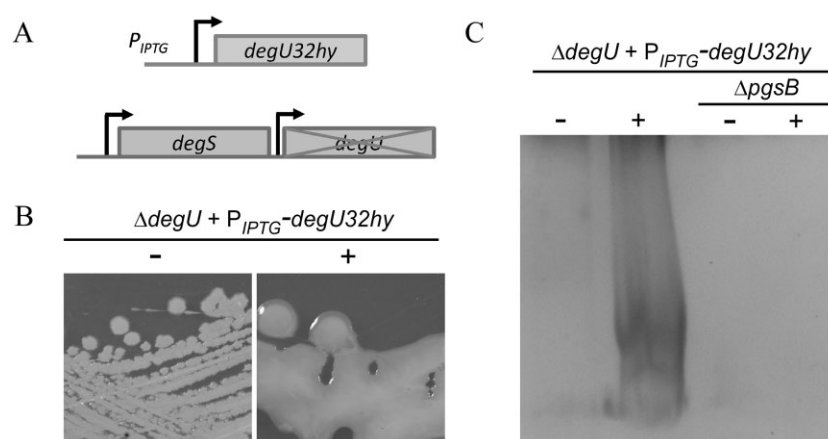 A
P_IPTG
degU32hy
degS
degU
B
ΔdegU + P_IPTG-degU32hy
- +
C
ΔdegU + P_IPTG-degU32hy
ΔpgsB
- + - +